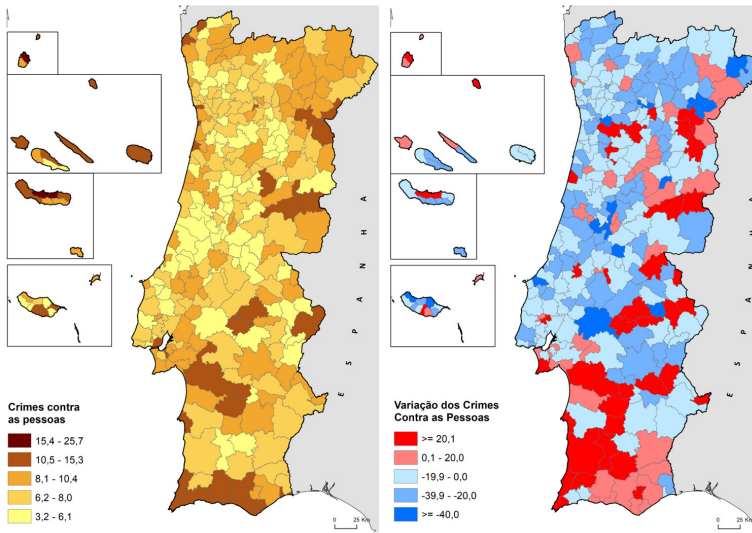 A
H
N
A
P
S
E
Crimes contra
as pessoas
15,4 - 25,7
10,5 - 15,3
8,1 - 10,4
6,2 - 8,0
3,2 - 6,1
0 25 Km
A
H
N
A
P
S
E
Variação dos Crimes
Contra as Pessoas
>= 20,1
0,1 - 20,0
-19,9 - 0,0
-39,9 - -20,0
>= -40,0
0 25 Km